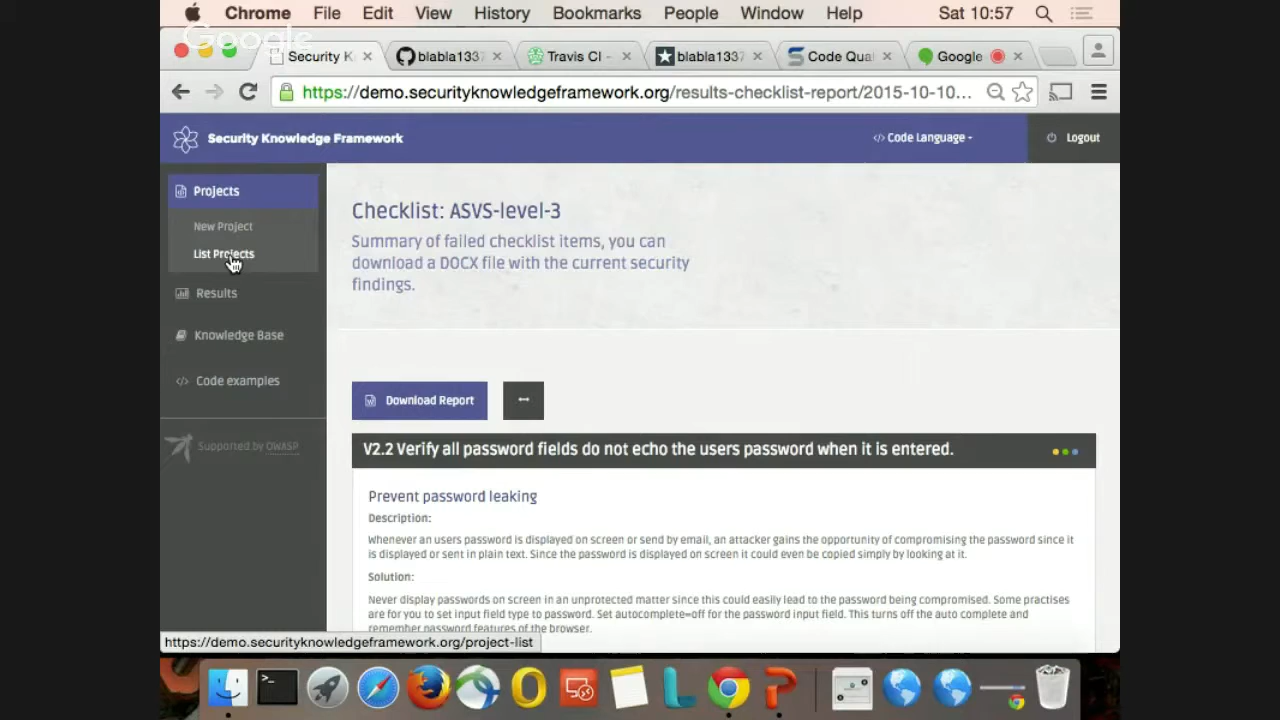 Chrome File Edit View History Bookmarks People Window Help Sat 10:57
Google
Security K blabla1337 Travis CI - blabla1337 Code Qua Google
https://demo.securityknowledgeframework.org/results-checklist-report/2015-10-10...
Security Knowledge Framework
</> Code Language
Logout
Projects
New Project
List Projects
Results
Knowledge Base
</> Code examples
Supported by OWASP
Checklist: ASVS-level-3
Summary of failed checklist items, you can
download a DOCX file with the current security
findings.
Download Report
V2.2 Verify all password fields do not echo the users password when it is entered.
Prevent password leaking
Description:
Whenever an users password is displayed on screen or send by email, an attacker gains the opportunity of compromising the password since it
is displayed or sent in plain text. Since the password is displayed on screen it could even be copied simply by looking at it.
Solution:
Never display passwords on screen in an unprotected matter since this could easily lead to the password being compromised. Some practises
are for you to set input field type to password. Set autocomplete=off for the password input field. This turns off the auto complete and
remember password features of the browser.
https://demo.securityknowledgeframework.org/project-list